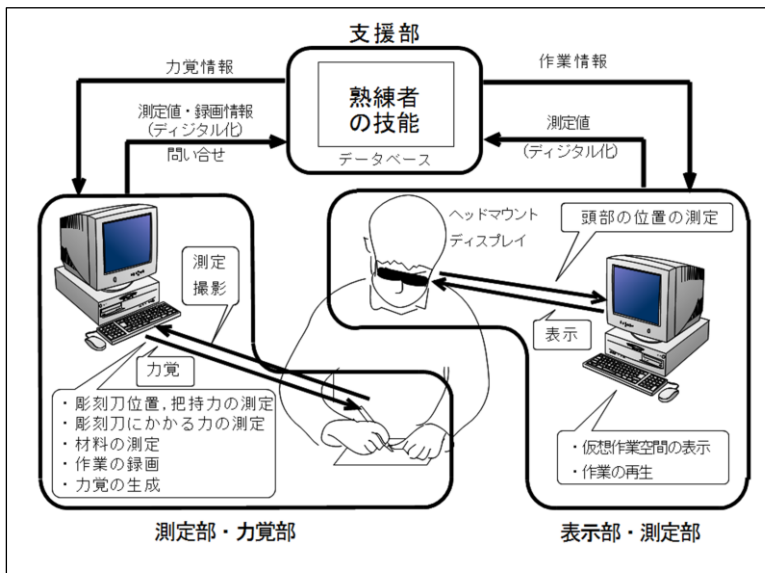 支援部
力覚情報
作業情報
熟練者
の技能
データベース
測定値・録画情報
(ディジタル化)
問い合せ
測定値
(ディジタル化)
ヘッドマウント
ディスプレイ
頭部の位置の測定
測定
撮影
表示
力覚
・彫刻刀位置,把持力の測定
・彫刻刀にかかる力の測定
・材料の測定
・作業の録画
・力覚の生成
・仮想作業空間の表示
・作業の再生
測定部・力覚部
表示部・測定部